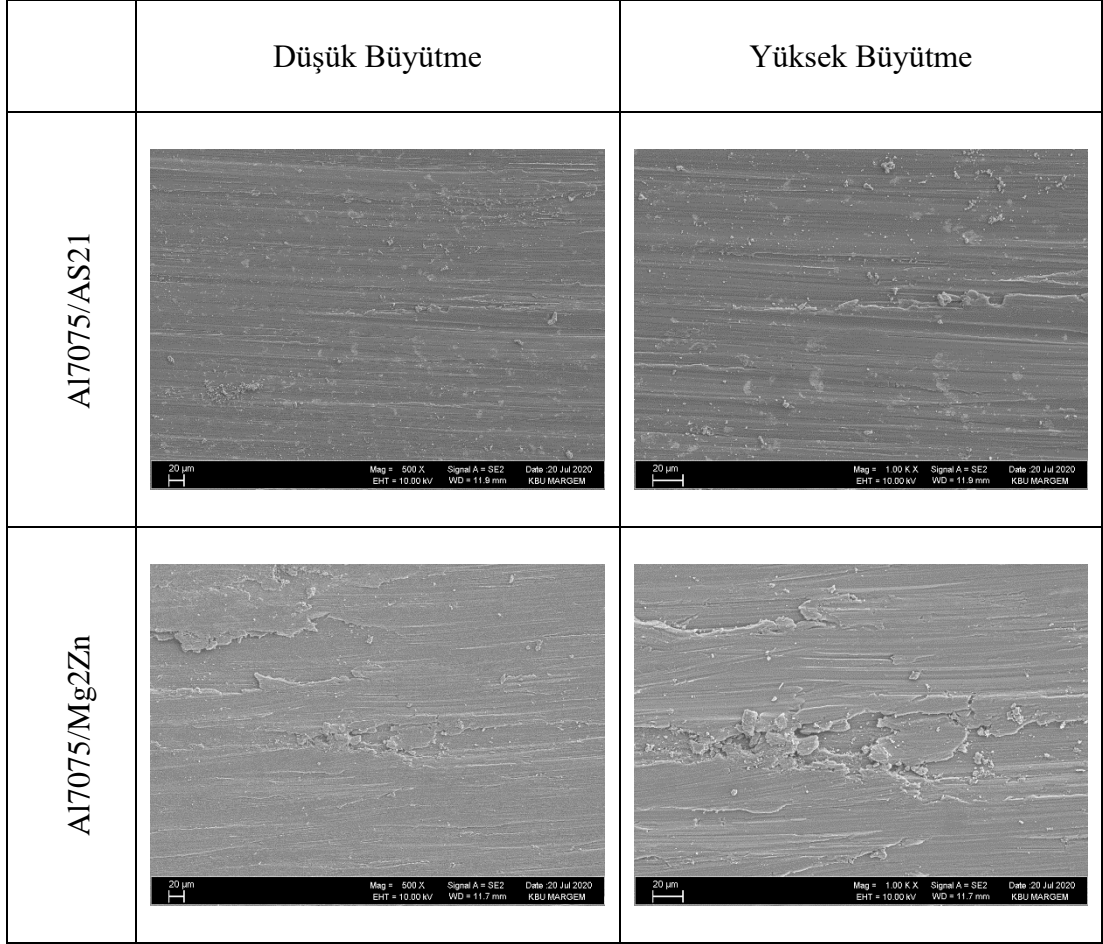 Düşük Büyütme
Yüksek Büyütme
Al7075/AS21
20 µm
Mag = 500 X Signal A = SE2 Date :20 Jul 2020
EHT = 10.00 kV WD = 11.9 mm KBU MARGEM
20 µm
Mag = 1.00 K X Signal A = SE2 Date :20 Jul 2020
EHT = 10.00 kV WD = 11.9 mm KBU MARGEM
Al7075/Mg2Zn
20 µm
Mag = 500 X Signal A = SE2 Date :20 Jul 2020
EHT = 10.00 kV WD = 11.7 mm KBU MARGEM
20 µm
Mag = 1.00 K X Signal A = SE2 Date :20 Jul 2020
EHT = 10.00 kV WD = 11.7 mm KBU MARGEM